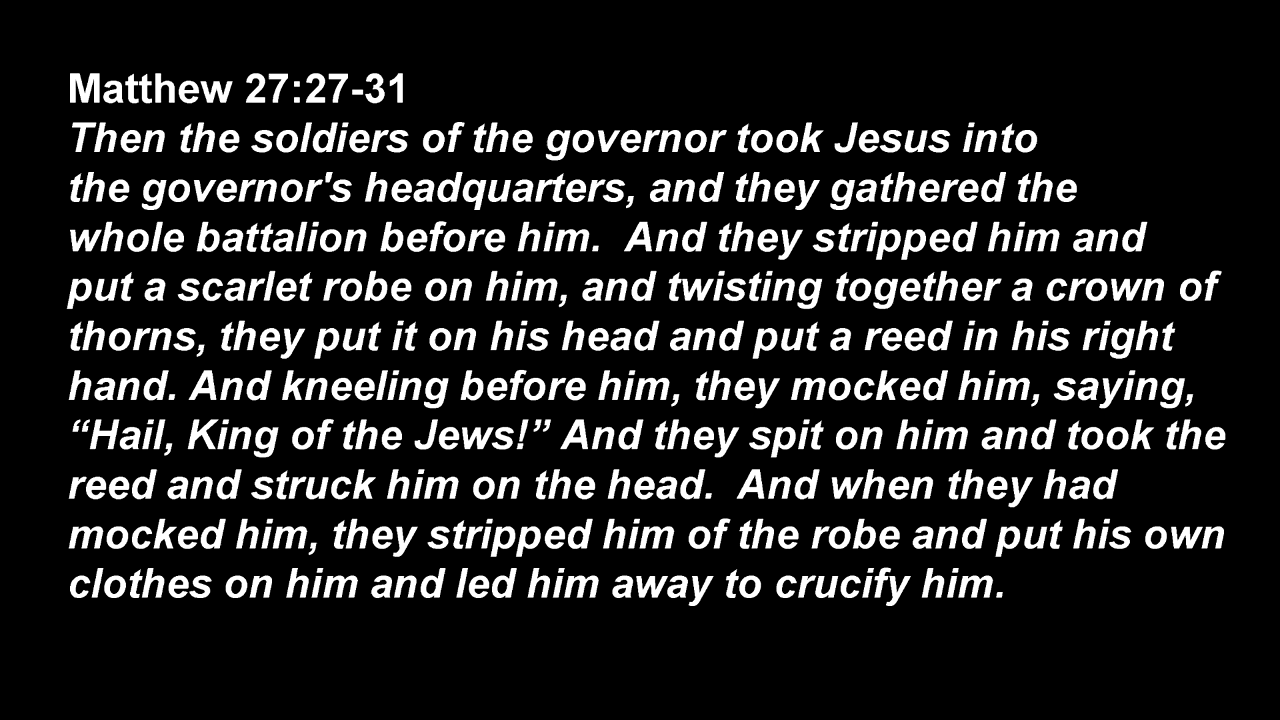 Matthew 27:27-31
Then the soldiers of the governor took Jesus into
the governor's headquarters, and they gathered the
whole battalion before him.  And they stripped him and
put a scarlet robe on him, and twisting together a crown of
thorns, they put it on his head and put a reed in his right
hand. And kneeling before him, they mocked him, saying,
“Hail, King of the Jews!” And they spit on him and took the
reed and struck him on the head.  And when they had
mocked him, they stripped him of the robe and put his own
clothes on him and led him away to crucify him.